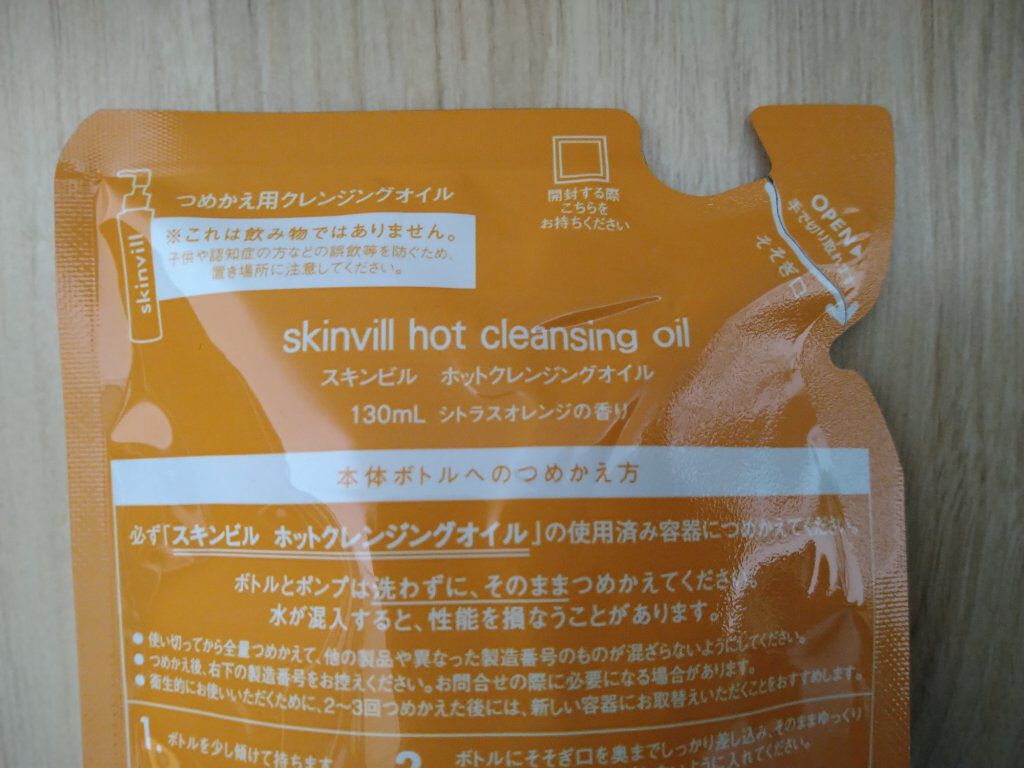 skinvill
つめかえ用クレンジングオイル
※これは飲み物ではありません。
子供や認知症の方などの誤飲等を防ぐため、
置き場所に注意してください。
開封する際
こちらを
お持ちください
OPEN
手で切り取れます
そそぎ口
skinvill hot cleansing oil
スキンビル ホットクレンジングオイル
130mL シトラスオレンジの香り
本体ボトルへのつめかえ方
必ず「スキンビル ホットクレンジングオイル」の使用済み容器につめかえてください。
ボトルとポンプは洗わずに、そのままつめかえてください。
水が混入すると、性能を損なうことがあります。
●使い切ってから全量つめかえて、他の製品や異なった製造番号のものが混ざらないようにしてください。
●つめかえ後、右下の製造番号をお控えください。お問合せの際に必要になる場合があります。
●衛生的にお使いいただくために、2~3回つめかえた後には、新しい容器にお取替えいただくことをおすすめします。
1. ボトルを少し傾けて持ちます
2 ボトルにそそぎ口を奥までしっかり差し込み、そのままゆっくり
ように入れてください。